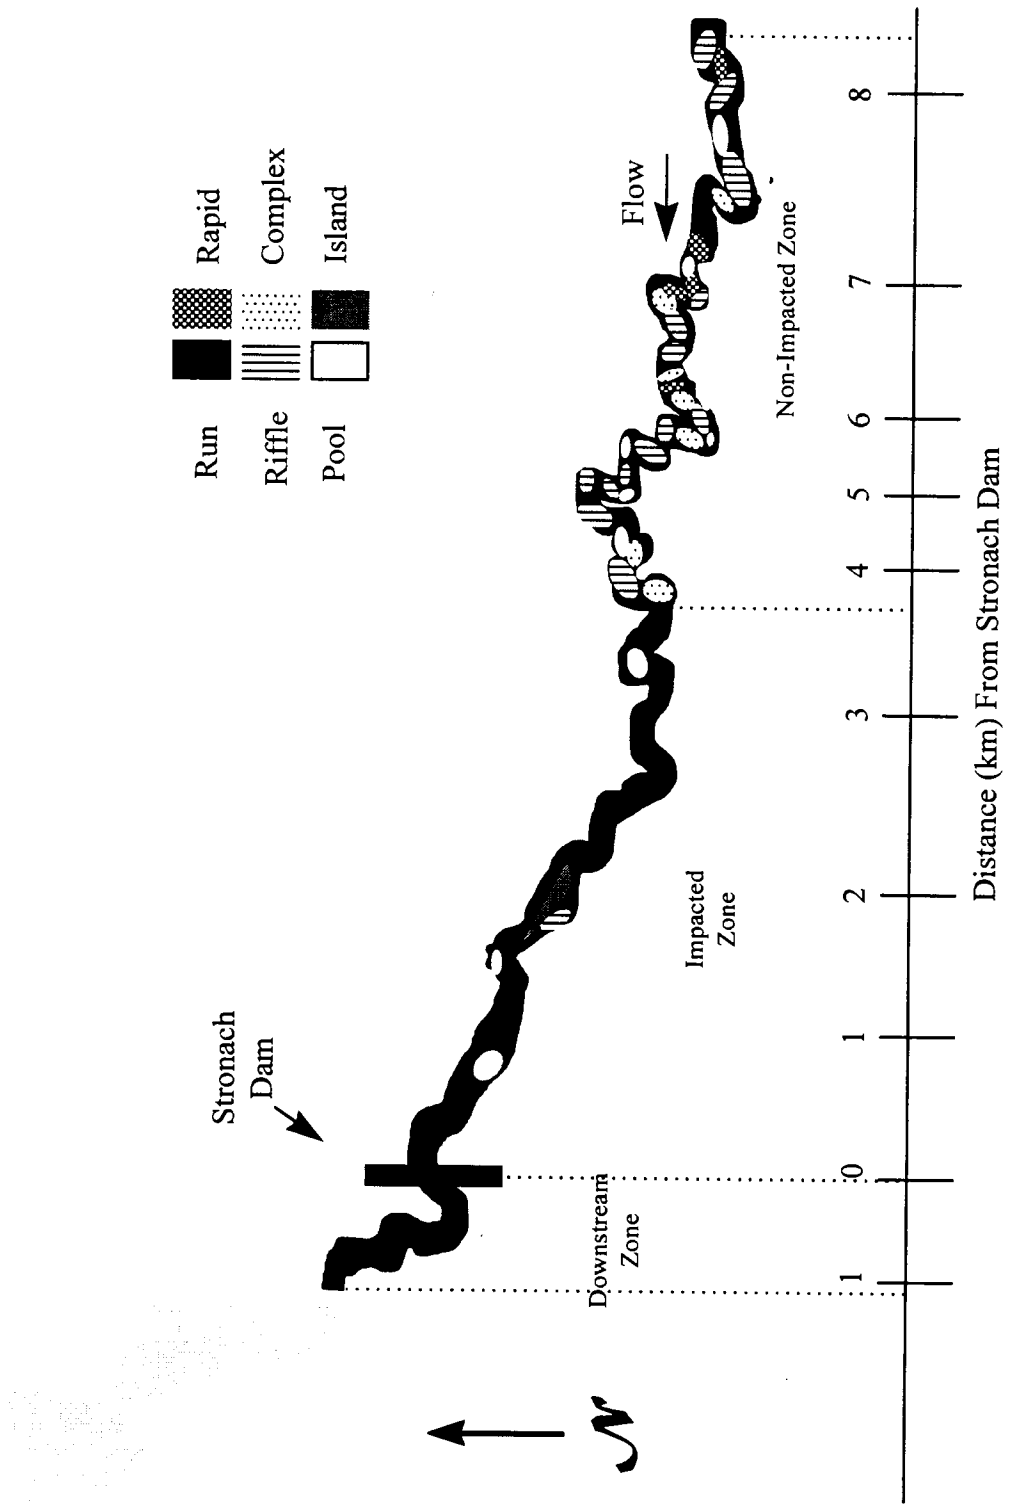 Stronach
Dam
Run
Rapid
Riffle
Complex
Pool
Island
Flow
Downstream
Zone
Impacted
Zone
Non-Impacted Zone
1
0
1
2
3
4
5
6
7
8
Distance (km) From Stronach Dam
N